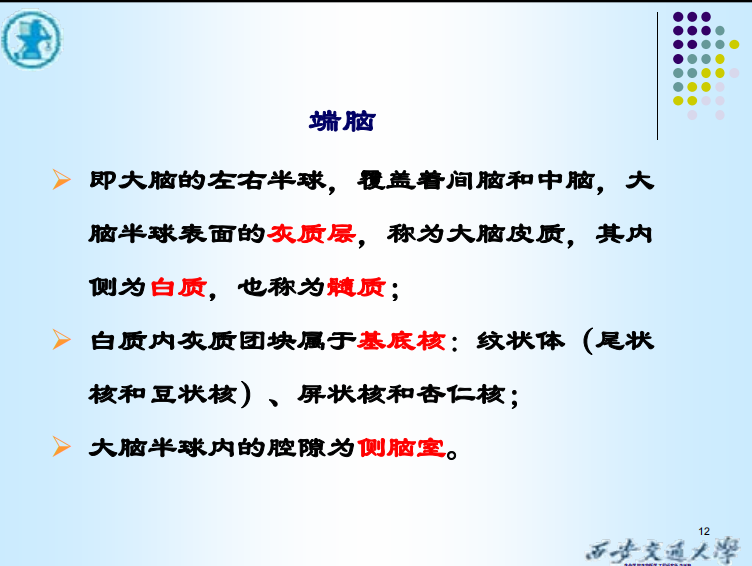 端脑
即大脑的左右半球，覆盖着间脑和中脑，大
脑半球表面的灰质层，称为大脑皮质，其内
侧为白质，也称为髓质；
白质内灰质团块属于基底核：纹状体（尾状
核和豆状核）、屏状核和杏仁核；
大脑半球内的腔隙为侧脑室。
12
西安交通大学